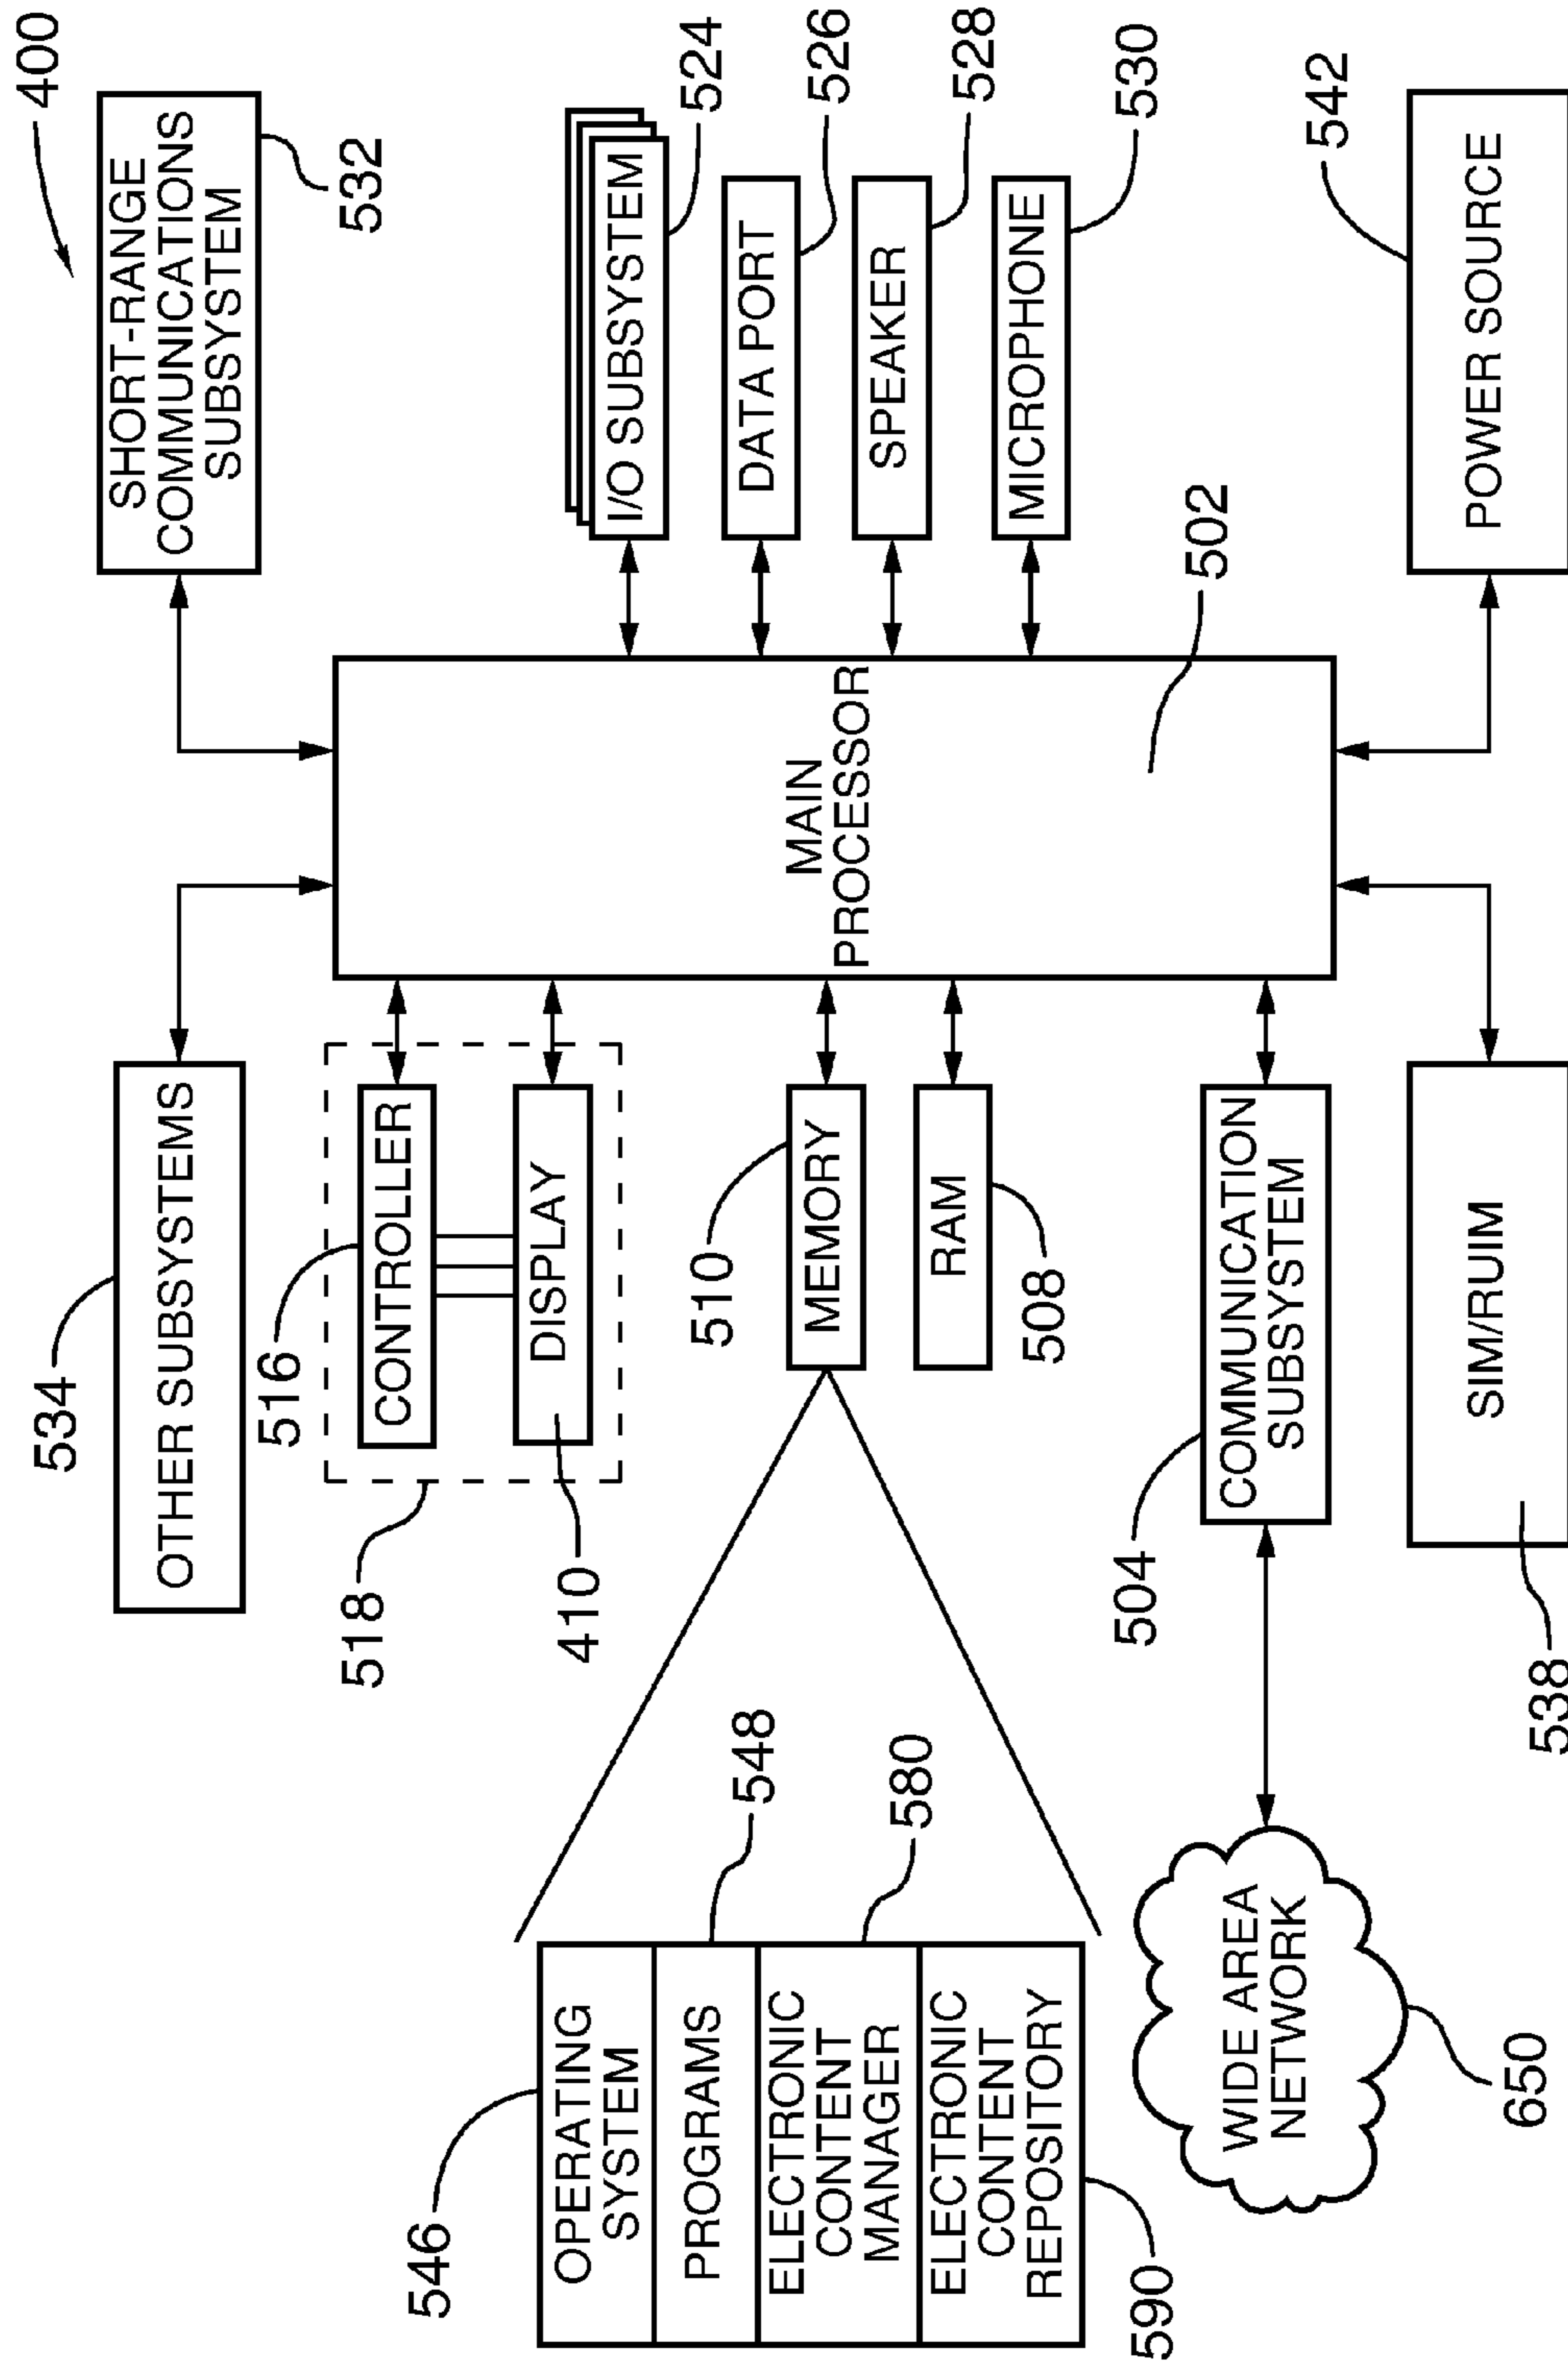 400
534
OTHER SUBSYSTEMS
SHORT-RANGE
COMMUNICATIONS
SUBSYSTEM
532
516
CONTROLLER
518
DISPLAY
410
I/O SUBSYSTEM
524
546
OPERATING
SYSTEM
PROGRAMS
548
ELECTRONIC
CONTENT
MANAGER
580
ELECTRONIC
CONTENT
REPOSITORY
590
510
MEMORY
RAM
508
MAIN
PROCESSOR
502
DATA PORT
526
SPEAKER
528
MICROPHONE
530
WIDE AREA
NETWORK
650
504
COMMUNICATION
SUBSYSTEM
SIM/RUIM
538
542
POWER SOURCE